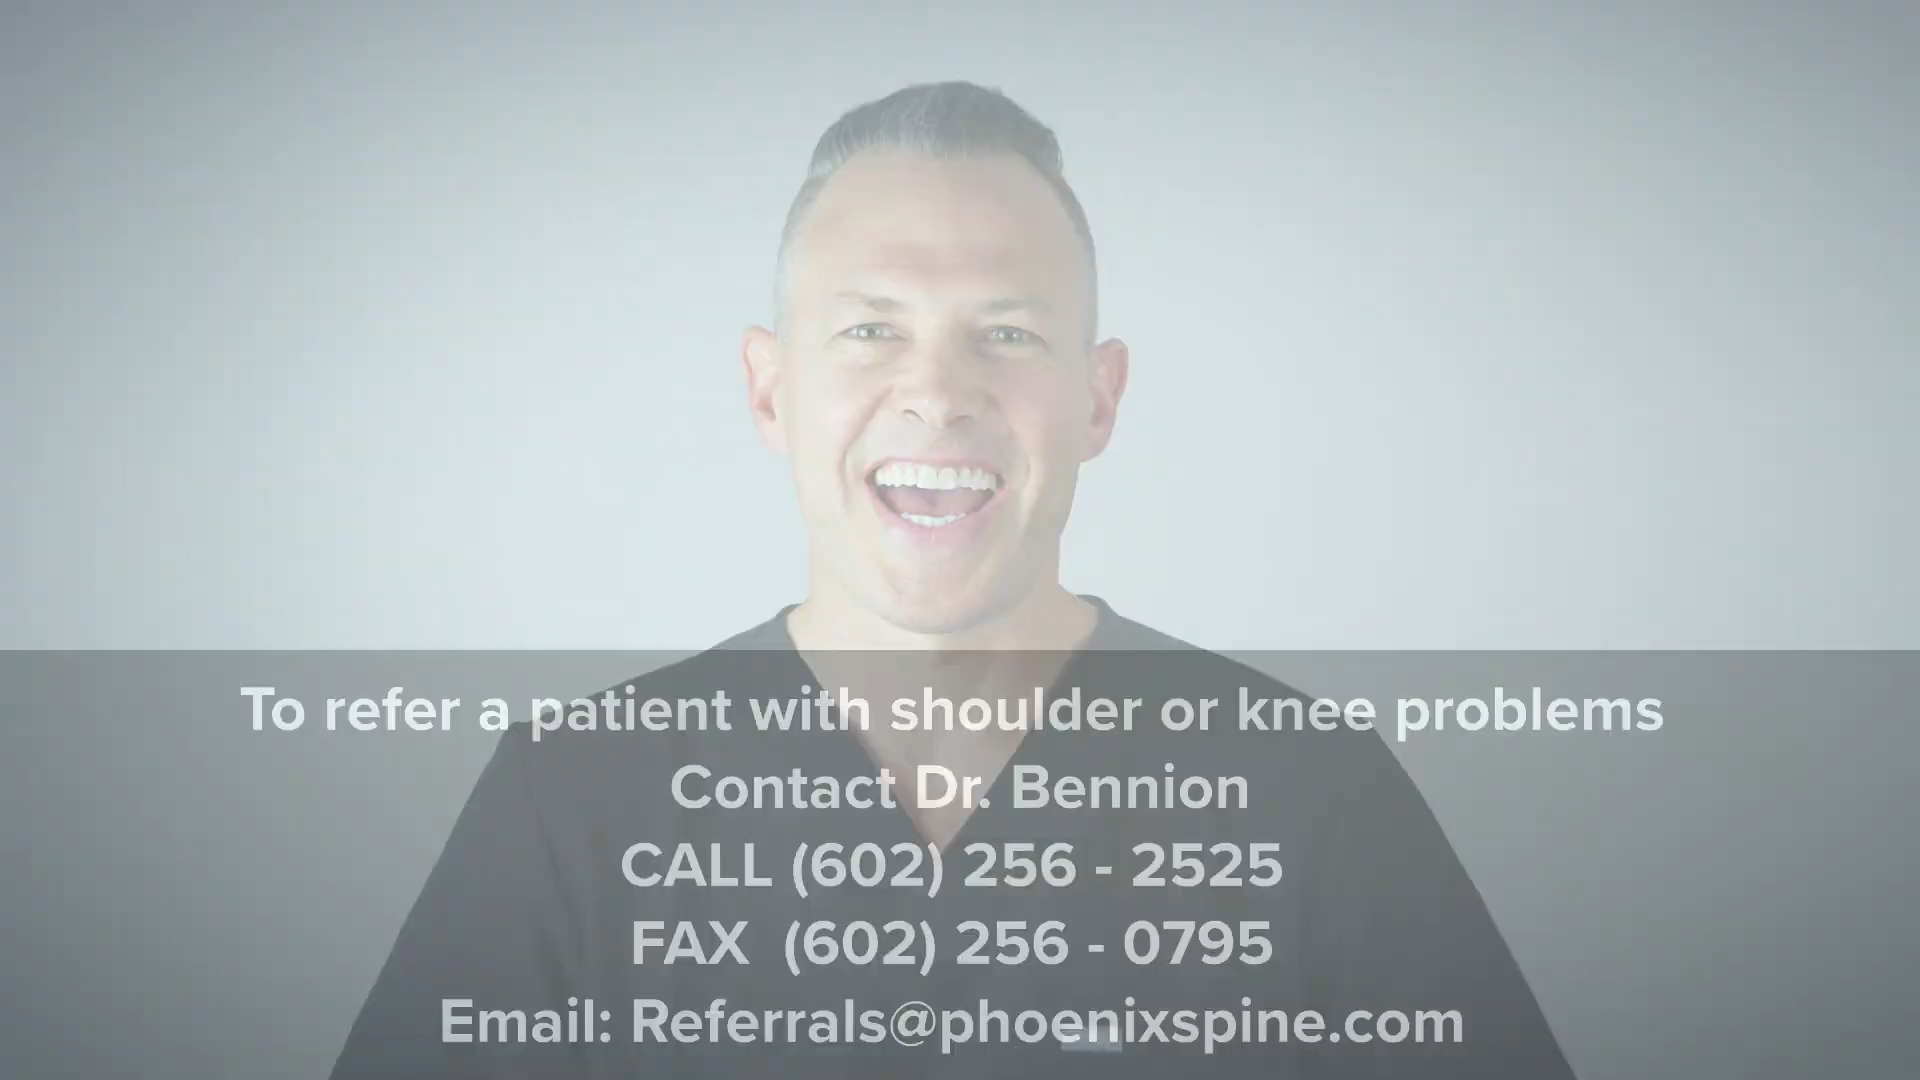 To refer a patient with shoulder or knee problems
Contact Dr. Bennion
CALL (602) 256 - 2525
FAX (602) 256 - 0795
Email: Referrals@phoenixspine.com